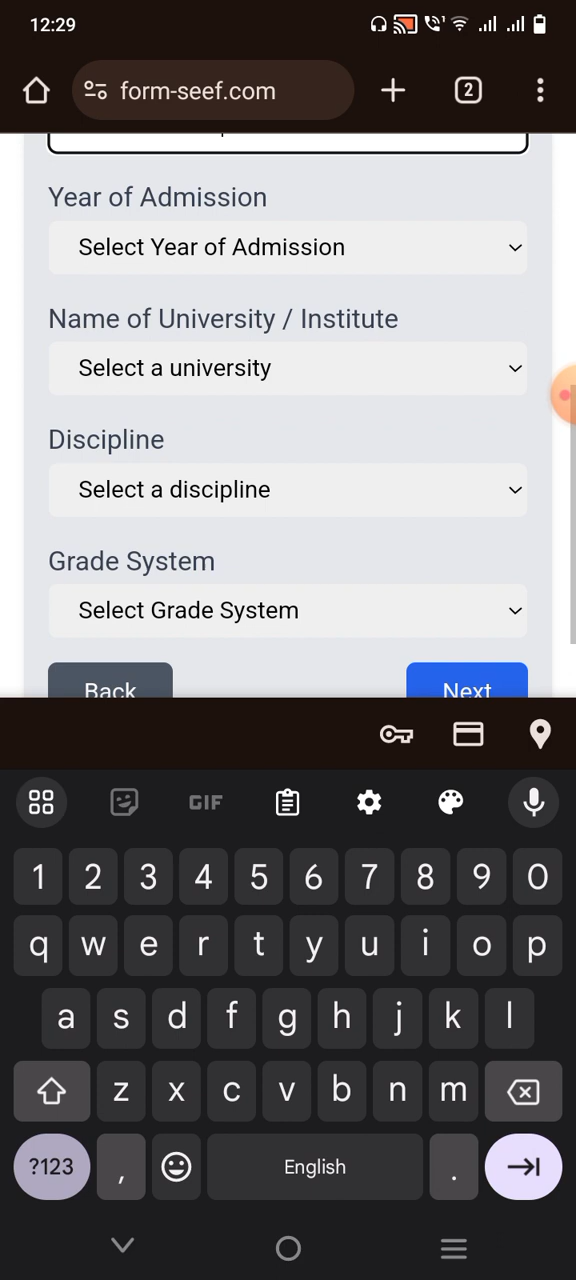 12:29
form-seef.com
2
Year of Admission
Select Year of Admission
Name of University / Institute
Select a university
Discipline
Select a discipline
Grade System
Select Grade System
Back Next
GIF
1 2 3 4 5 6 7 8 9 0
q w e r t y u i o p
a s d f g h j k l
z x c v b n m
?123 , English .